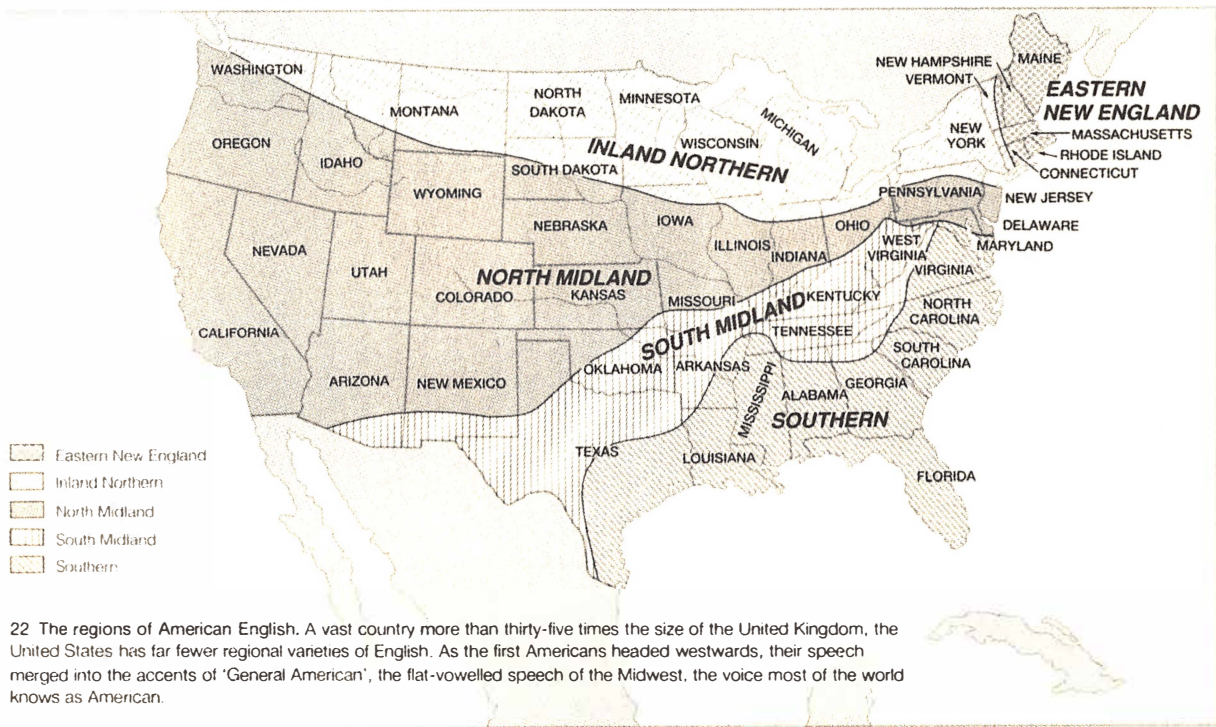 WASHINGTON
MONTANA
NORTH
DAKOTA
MINNESOTA
MICHIGAN
WISCONSIN
NEW HAMPSHIRE
VERMONT
MAINE
EASTERN
NEW ENGLAND
NEW
YORK
MASSACHUSETTS
RHODE ISLAND
CONNECTICUT
OREGON
IDAHO
INLAND NORTHERN
SOUTH DAKOTA
WYOMING
PENNSYLVANIA
NEW JERSEY
NEBRASKA
IOWA
ILLINOIS
INDIANA
OHIO
DELAWARE
MARYLAND
WEST
VIRGINIA
VIRGINIA
NEVADA
UTAH
NORTH MIDLAND
COLORADO
KANSAS
MISSOURI
KENTUCKY
NORTH
CAROLINA
CALIFORNIA
SOUTH MIDLAND
TENNESSEE
SOUTH
CAROLINA
ARIZONA
NEW MEXICO
OKLAHOMA
ARKANSAS
MISSISSIPPI
ALABAMA
GEORGIA
SOUTHERN
TEXAS
LOUISIANA
FLORIDA
Eastern New England
Inland Northern
North Midland
South Midland
Southern
22 The regions of American English. A vast country more than thirty-five times the size of the United Kingdom, the
United States has far fewer regional varieties of English. As the first Americans headed westwards, their speech
merged into the accents of 'General American', the flat-vowelled speech of the Midwest, the voice most of the world
knows as American.